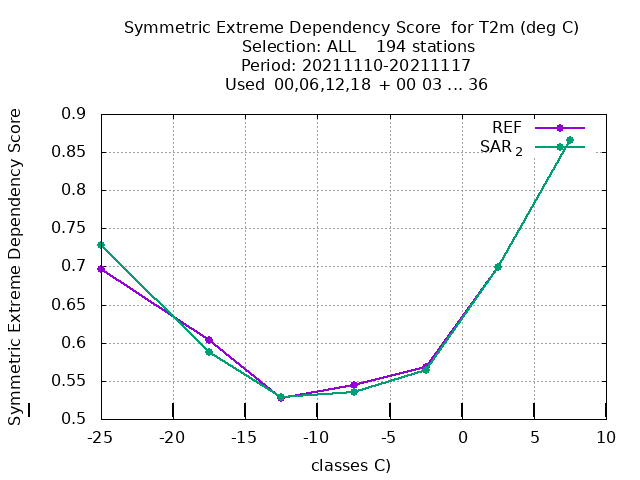 Symmetric Extreme Dependency Score for T2m (deg C)
Selection: ALL 194 stations
Period: 20211110-20211117
Used 00,06,12,18 + 00 03 ... 36
Symmetric Extreme Dependency Score
0.9
0.85
0.8
0.75
0.7
0.65
0.6
0.55
0.5
REF
SAR 2
-25
-20
-15
-10
-5
0
5
10
classes C)